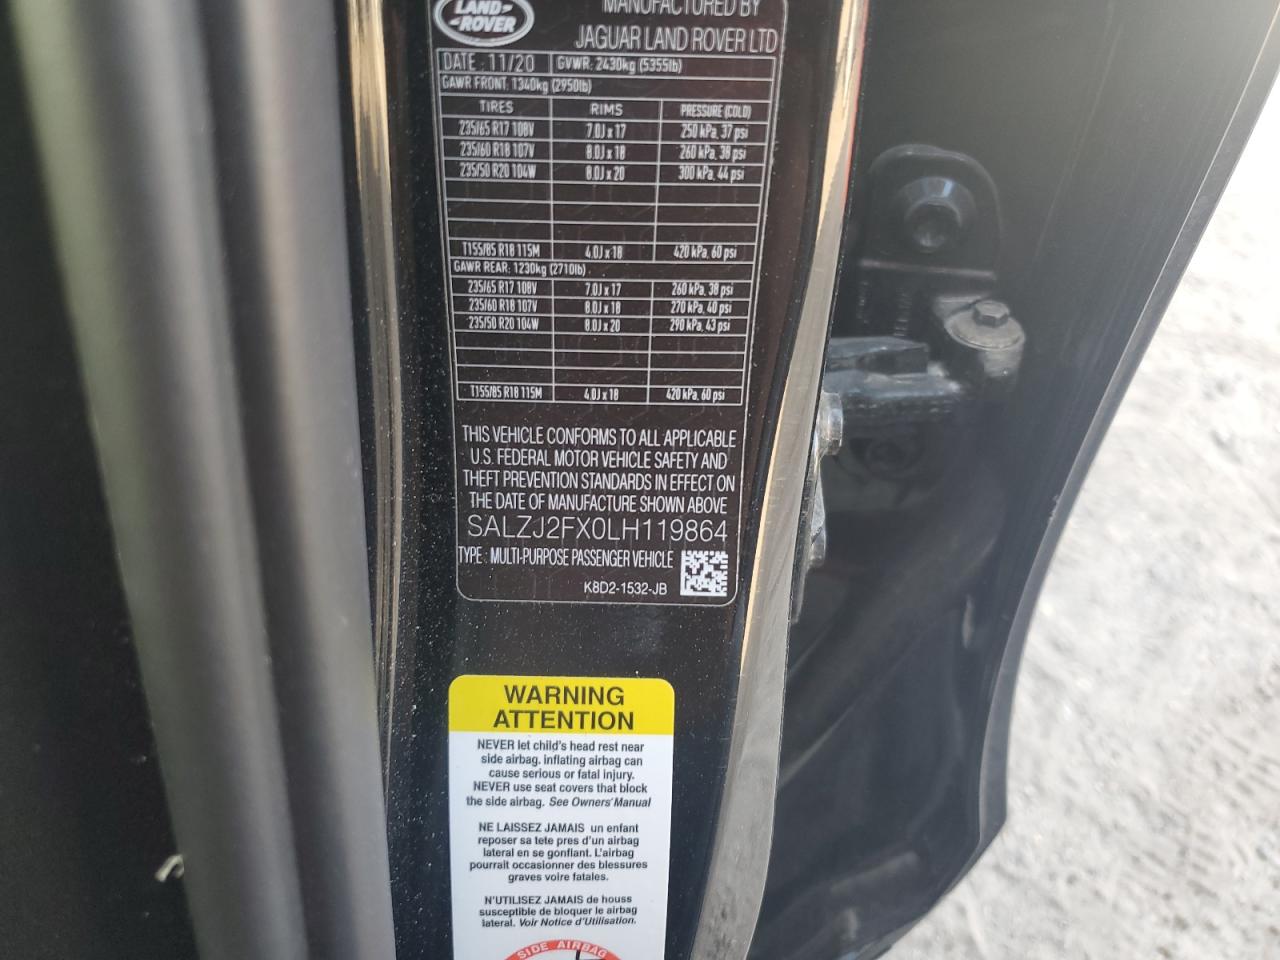 LAND-
-ROVER
MANUFACTURED BY
JAGUAR LAND ROVER LTD
DATE : 11/20 GVWR: 2430kg (5355lb)
GAWR FRONT: 1340kg (2950lb)
TIRES RIMS PRESSURE (COLD)
235/65 R17 108V 7.0J x 17 250 kPa, 37 psi
235/60 R18 107V 8.0J x 18 260 kPa, 38 psi
235/50 R20 104W 8.0J x 20 300 kPa, 44 psi
T155/85 R18 115M 4.0J x 18 420 kPa, 60 psi
GAWR REAR: 1230kg (2710lb)
235/65 R17 108V 7.0J x 17 260 kPa, 38 psi
235/60 R18 107V 8.0J x 18 270 kPa, 40 psi
235/50 R20 104W 8.0J x 20 290 kPa, 43 psi
T155/85 R18 115M 4.0J x 18 420 kPa, 60 psi
THIS VEHICLE CONFORMS TO ALL APPLICABLE
U.S. FEDERAL MOTOR VEHICLE SAFETY AND
THEFT PREVENTION STANDARDS IN EFFECT ON
THE DATE OF MANUFACTURE SHOWN ABOVE
SALZJ2FX0LH119864
TYPE : MULTI-PURPOSE PASSENGER VEHICLE
K8D2-1532-JB
WARNING
ATTENTION
NEVER let child's head rest near
side airbag, inflating airbag can
cause serious or fatal injury.
NEVER use seat covers that block
the side airbag. See Owners' Manual
NE LAISSEZ JAMAIS un enfant
reposer sa tete pres d'un airbag
lateral en se gonflant. L'airbag
pourrait occasionner des blessures
graves voire fatales.
N'UTILISEZ JAMAIS de houss
susceptible de bloquer le airbag
lateral. Voir Notice d'Utilisation.
SIDE AIRBAG